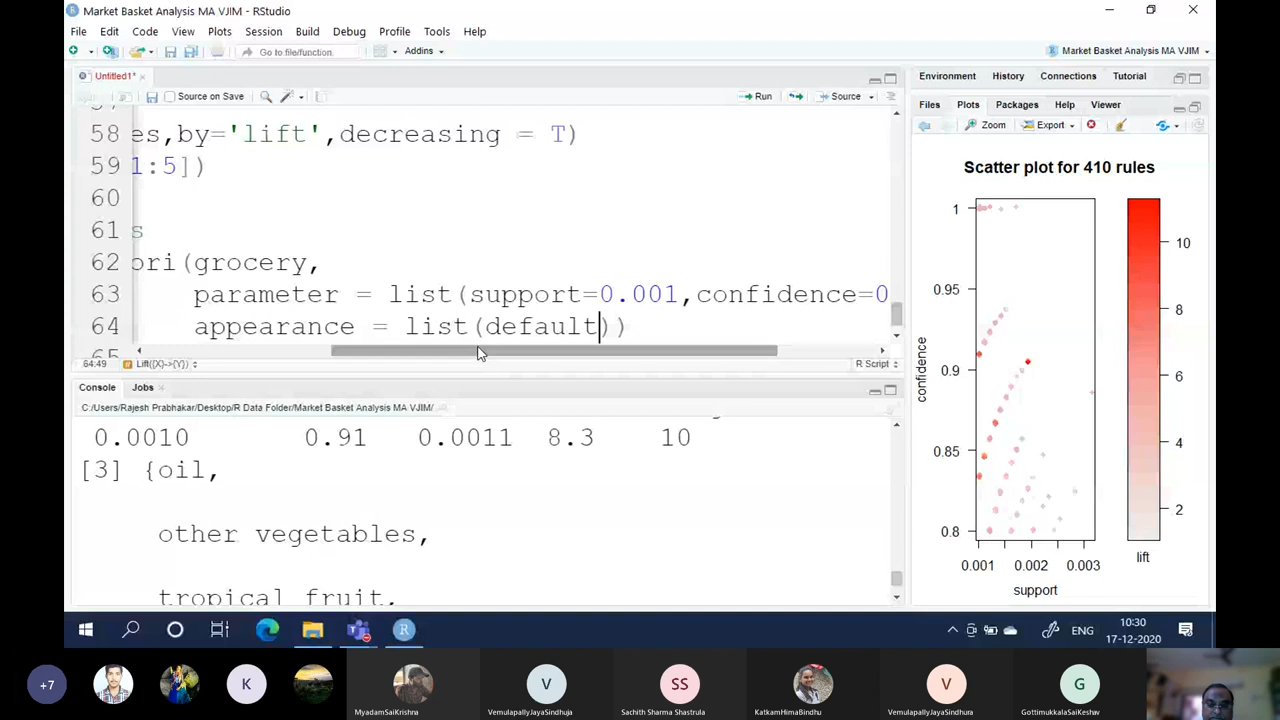 Market Basket Analysis MA VJIM - RStudio
File Edit Code View Plots Session Build Debug Profile Tools Help
Go to file/function Addins Market Basket Analysis MA VJIM
Untitled1*
Source on Save Run Source
58 es,by='lift',decreasing = T)
59 1:5])
60
61 s
62 ori(grocery,
63 parameter = list(support=0.001,confidence=0
64 appearance = list(default))
64:49 Lift({X}->{Y}) R Script
Console Jobs
C:/Users/Rajesh Prabhakar/Desktop/R Data Folder/Market Basket Analysis MA VJIM/
0.0010 0.91 0.0011 8.3 10
[3] {oil,
other vegetables,
tropical fruit,
Environment History Connections Tutorial
Files Plots Packages Help Viewer
Zoom Export
Scatter plot for 410 rules
1
0.95
0.9
0.85
0.8
confidence
0.001 0.002 0.003
support
10
8
6
4
2
lift
ENG 10:30
17-12-2020
+7 K V SS V G
MyadamSaiKrishna VemulapallyJayaSindhuja Sachith Sharma Shastrula KatkamHimaBindhu VemulapallyJayaSindhura GottimukkalaSaiKeshav